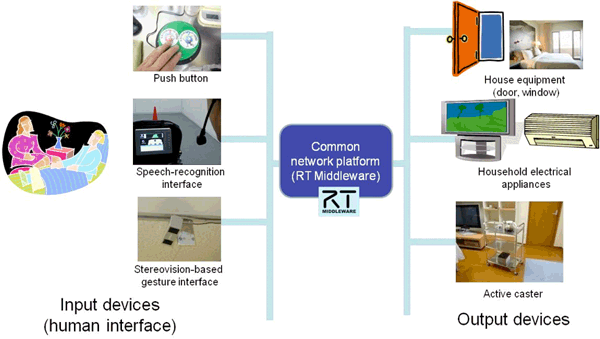 Push button
Speech-recognition
interface
Stereovision-based
gesture interface
Input devices
(human interface)
Common
network platform
(RT Middleware)
RT
MIDDLEWARE
House equipment
(door, window)
Household electrical
appliances
Active caster
Output devices